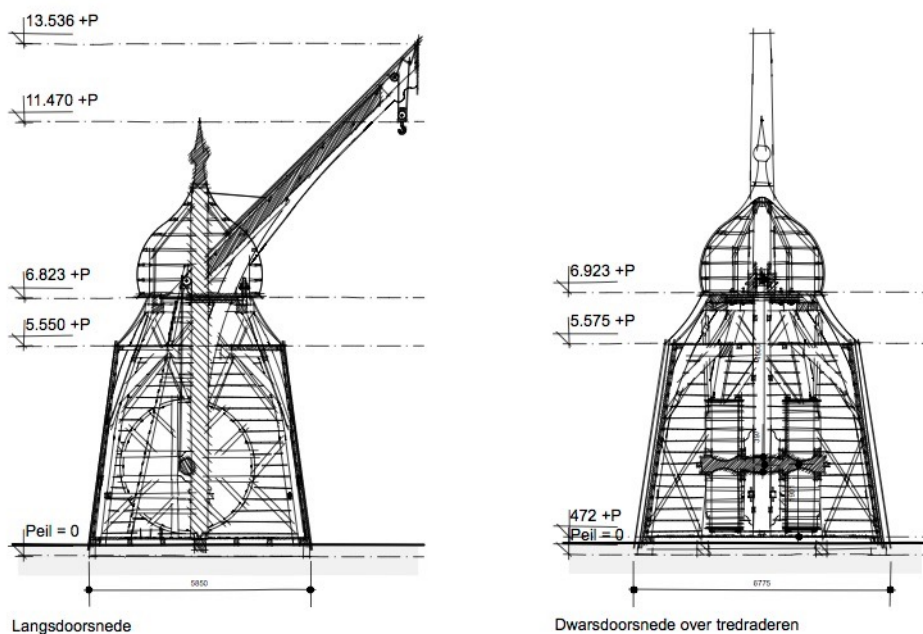 13.536 +P
11.470 +P
6.823 +P
5.550 +P
Peil = 0
5850
Langsdoorsnede
6.923 +P
5.575 +P
472 +P
Peil = 0
6775
Dwarsdoorsnede over tredraderen